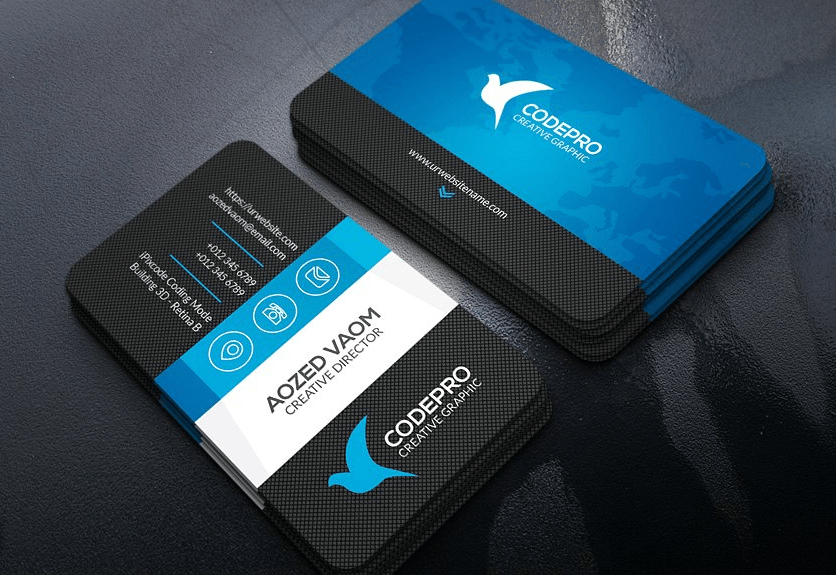 CODEPRO
CREATIVE GRAPHIC
www.urwebsitename.com
https://urwebsite.com
aozedvaom@email.com
+012 345 6789
+012 345 6789
Pixcode Coding Mode
Building 3D - Retina B
AOZED VAOM
CREATIVE DIRECTOR
CODEPRO
CREATIVE GRAPHIC